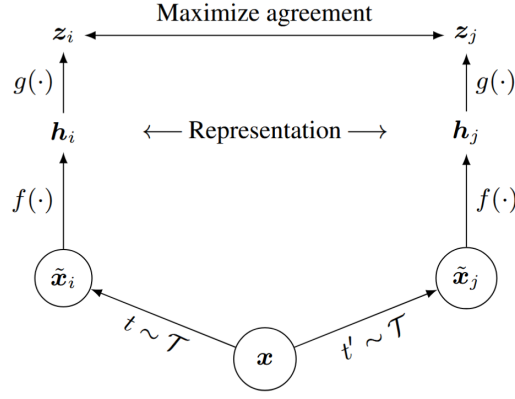 Maximize agreement
z_i z_j
g(·) g(·)
h_i ← Representation → h_j
f(·) f(·)
x̃_i x̃_j
t ~ 𝒯 t′ ~ 𝒯
x